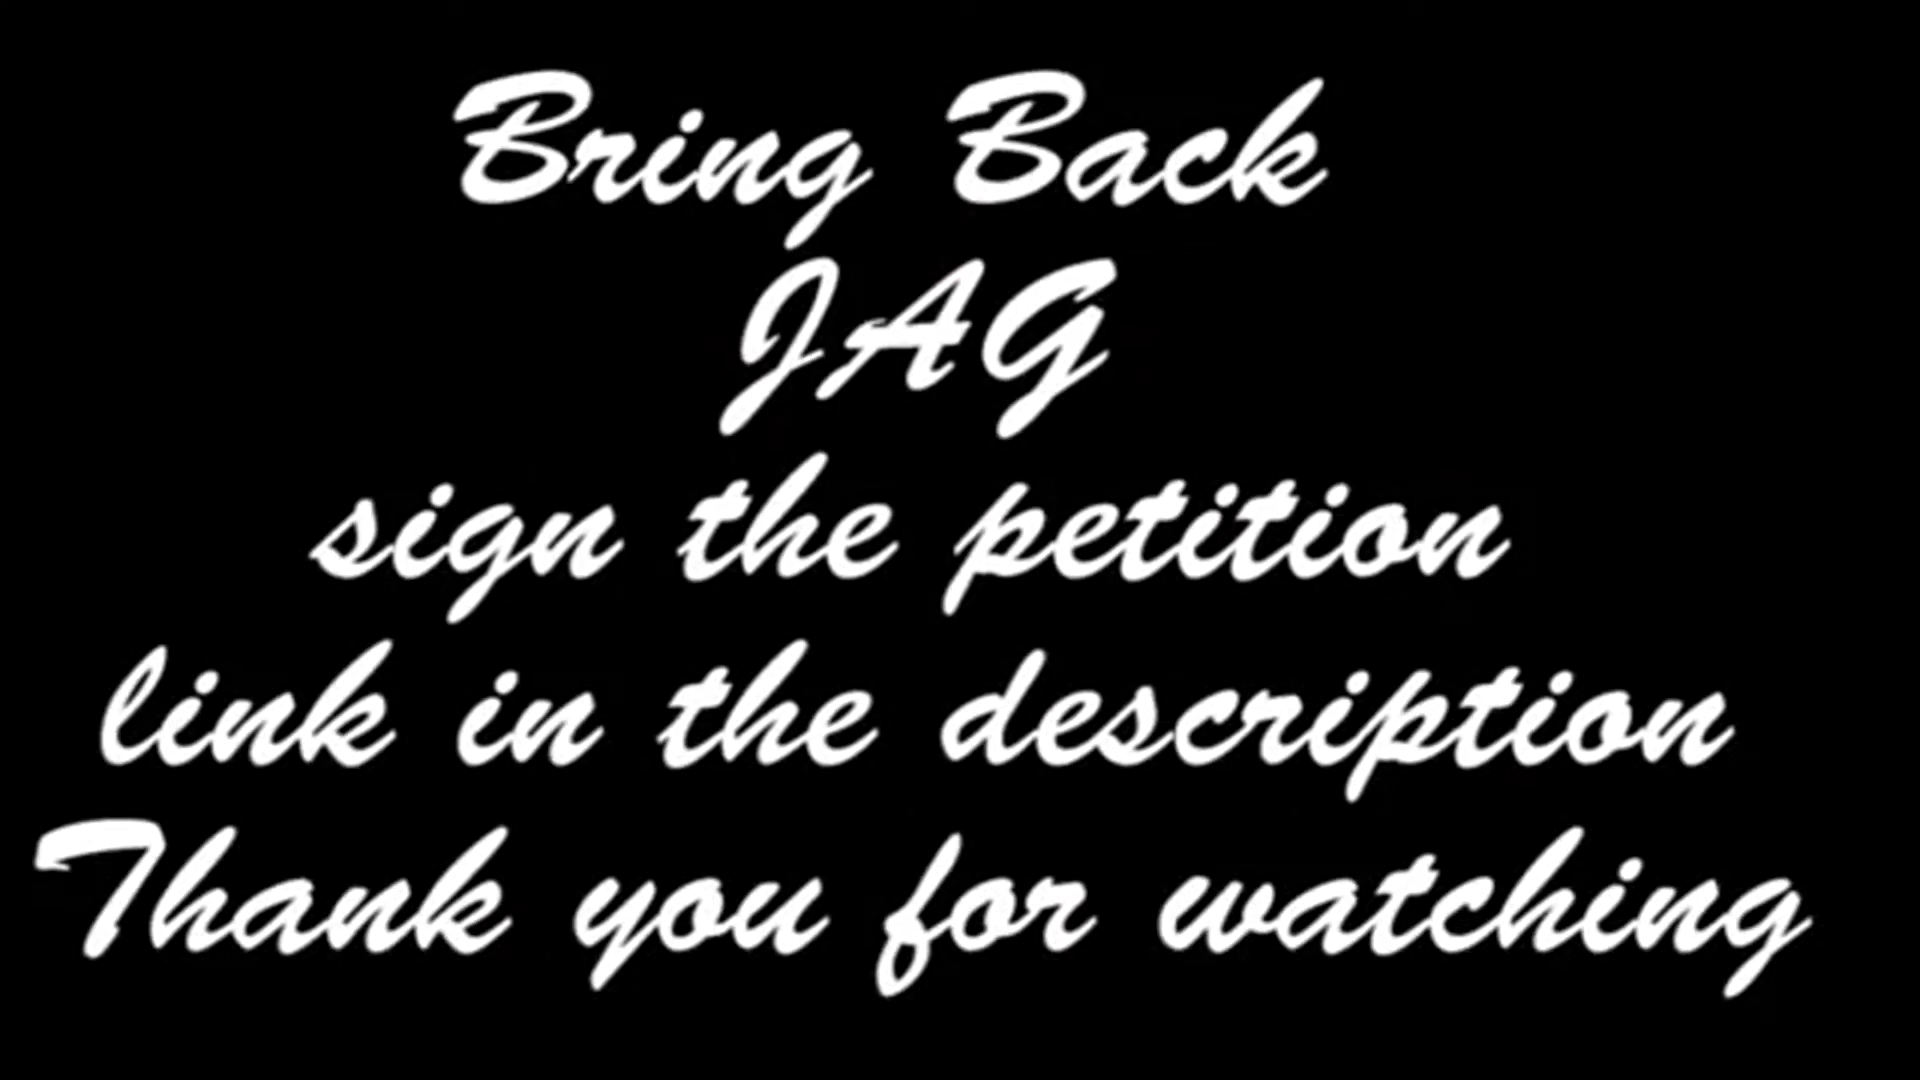 Bring Back
JAG
sign the petition
link in the description
Thank you for watching